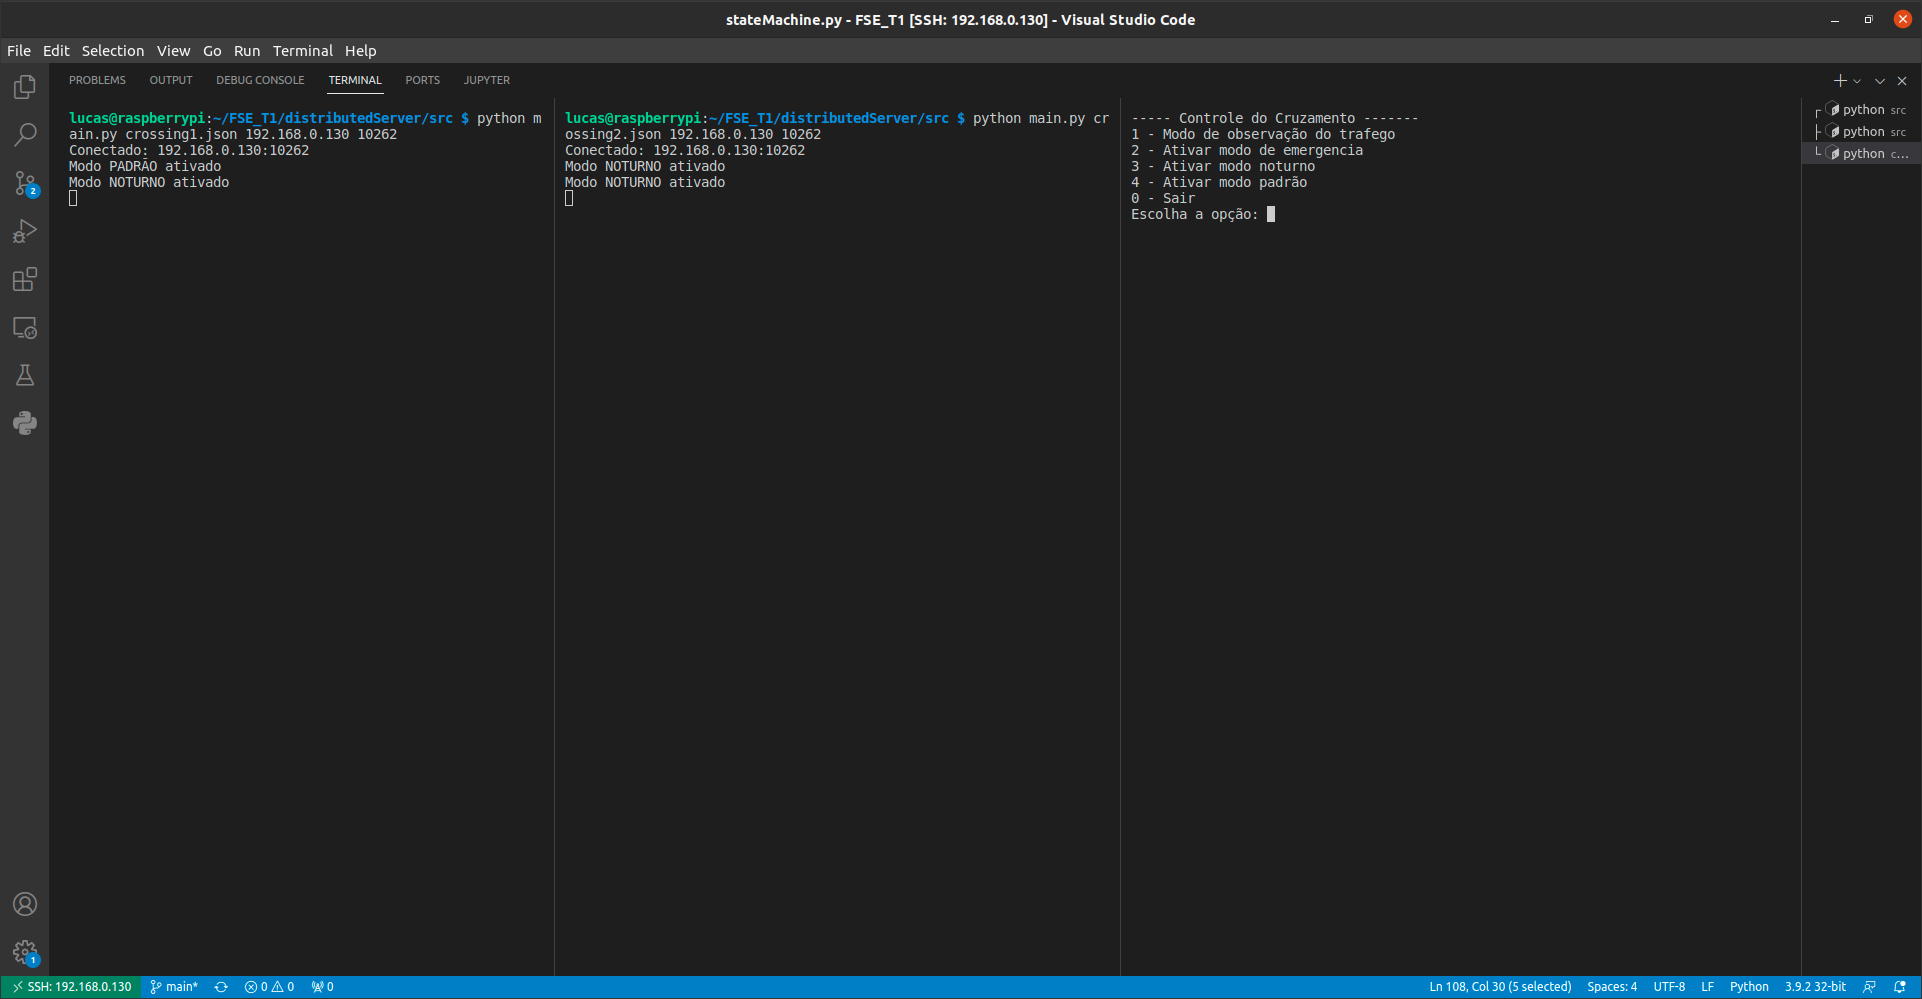 stateMachine.py - FSE_T1 [SSH: 192.168.0.130] - Visual Studio Code
File Edit Selection View Go Run Terminal Help
PROBLEMS OUTPUT DEBUG CONSOLE TERMINAL PORTS JUPYTER
lucas@raspberrypi:~/FSE_T1/distributedServer/src $ python m
ain.py crossing1.json 192.168.0.130 10262
Conectado: 192.168.0.130:10262
Modo PADRÃO ativado
Modo NOTURNO ativado
lucas@raspberrypi:~/FSE_T1/distributedServer/src $ python main.py cr
ossing2.json 192.168.0.130 10262
Conectado: 192.168.0.130:10262
Modo NOTURNO ativado
Modo NOTURNO ativado
----- Controle do Cruzamento -------
1 - Modo de observação do trafego
2 - Ativar modo de emergencia
3 - Ativar modo noturno
4 - Ativar modo padrão
0 - Sair
Escolha a opção:
python src
python src
python c...
2
1
SSH: 192.168.0.130 main* 0 0 0 Ln 108, Col 30 (5 selected) Spaces: 4 UTF-8 LF Python 3.9.2 32-bit